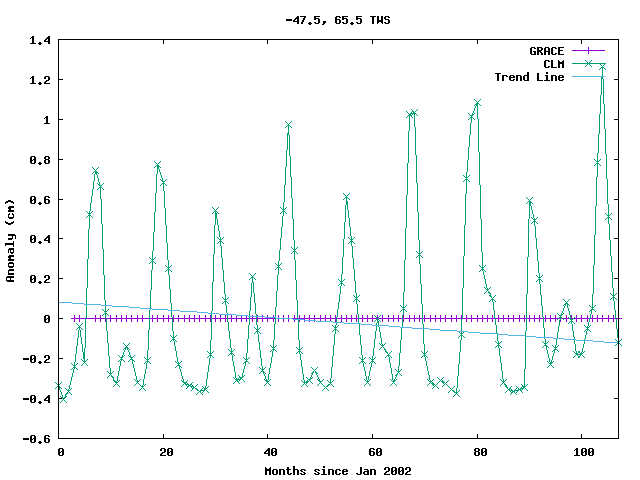 -47.5, 65.5 TWS
GRACE
CLM
Trend Line
1.4
1.2
1
0.8
0.6
0.4
0.2
0
-0.2
-0.4
-0.6
Anomaly (cm)
0 20 40 60 80 100
Months since Jan 2002